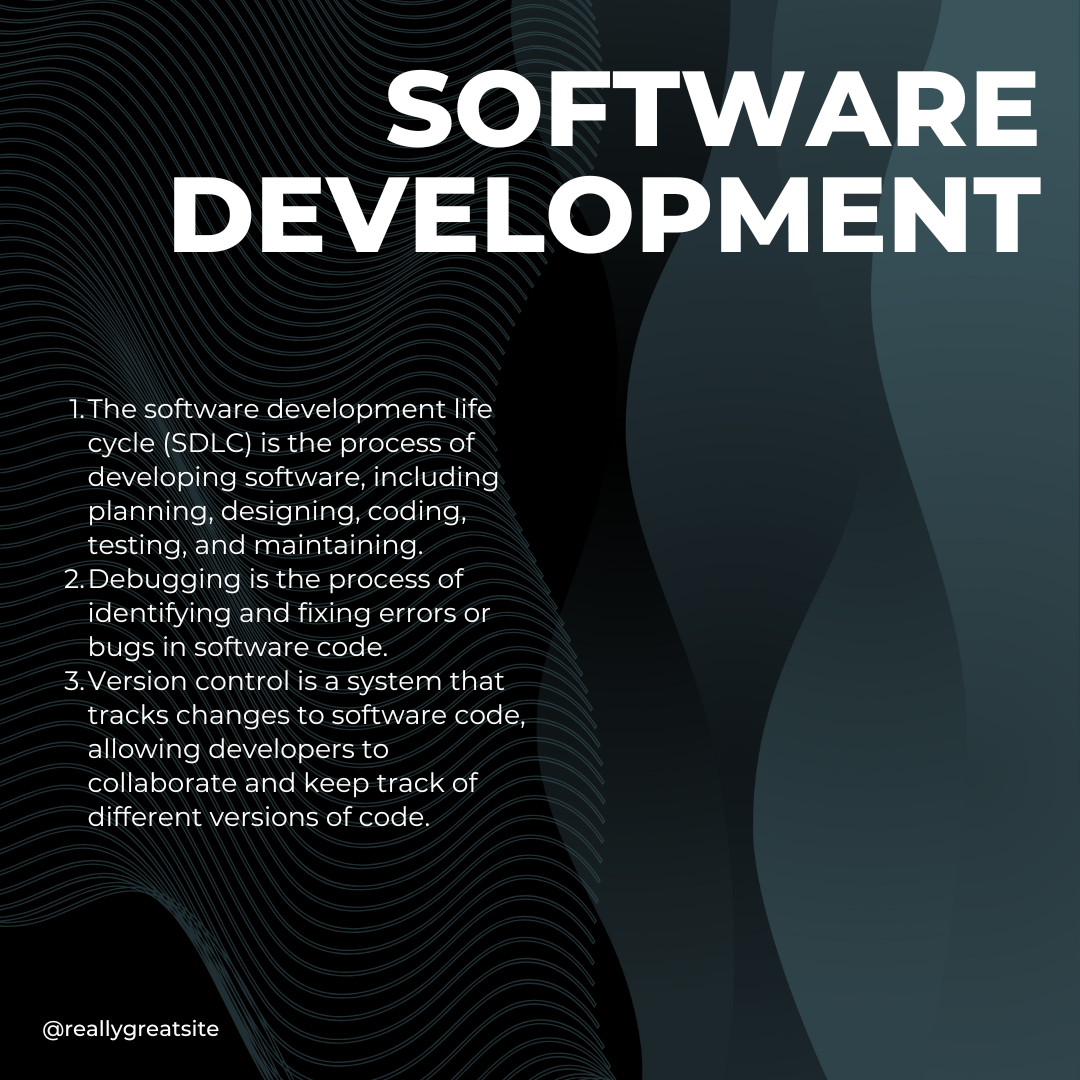 SOFTWARE
DEVELOPMENT
1. The software development life
cycle (SDLC) is the process of
developing software, including
planning, designing, coding,
testing, and maintaining.
2. Debugging is the process of
identifying and fixing errors or
bugs in software code.
3. Version control is a system that
tracks changes to software code,
allowing developers to
collaborate and keep track of
different versions of code.
@reallygreatsite